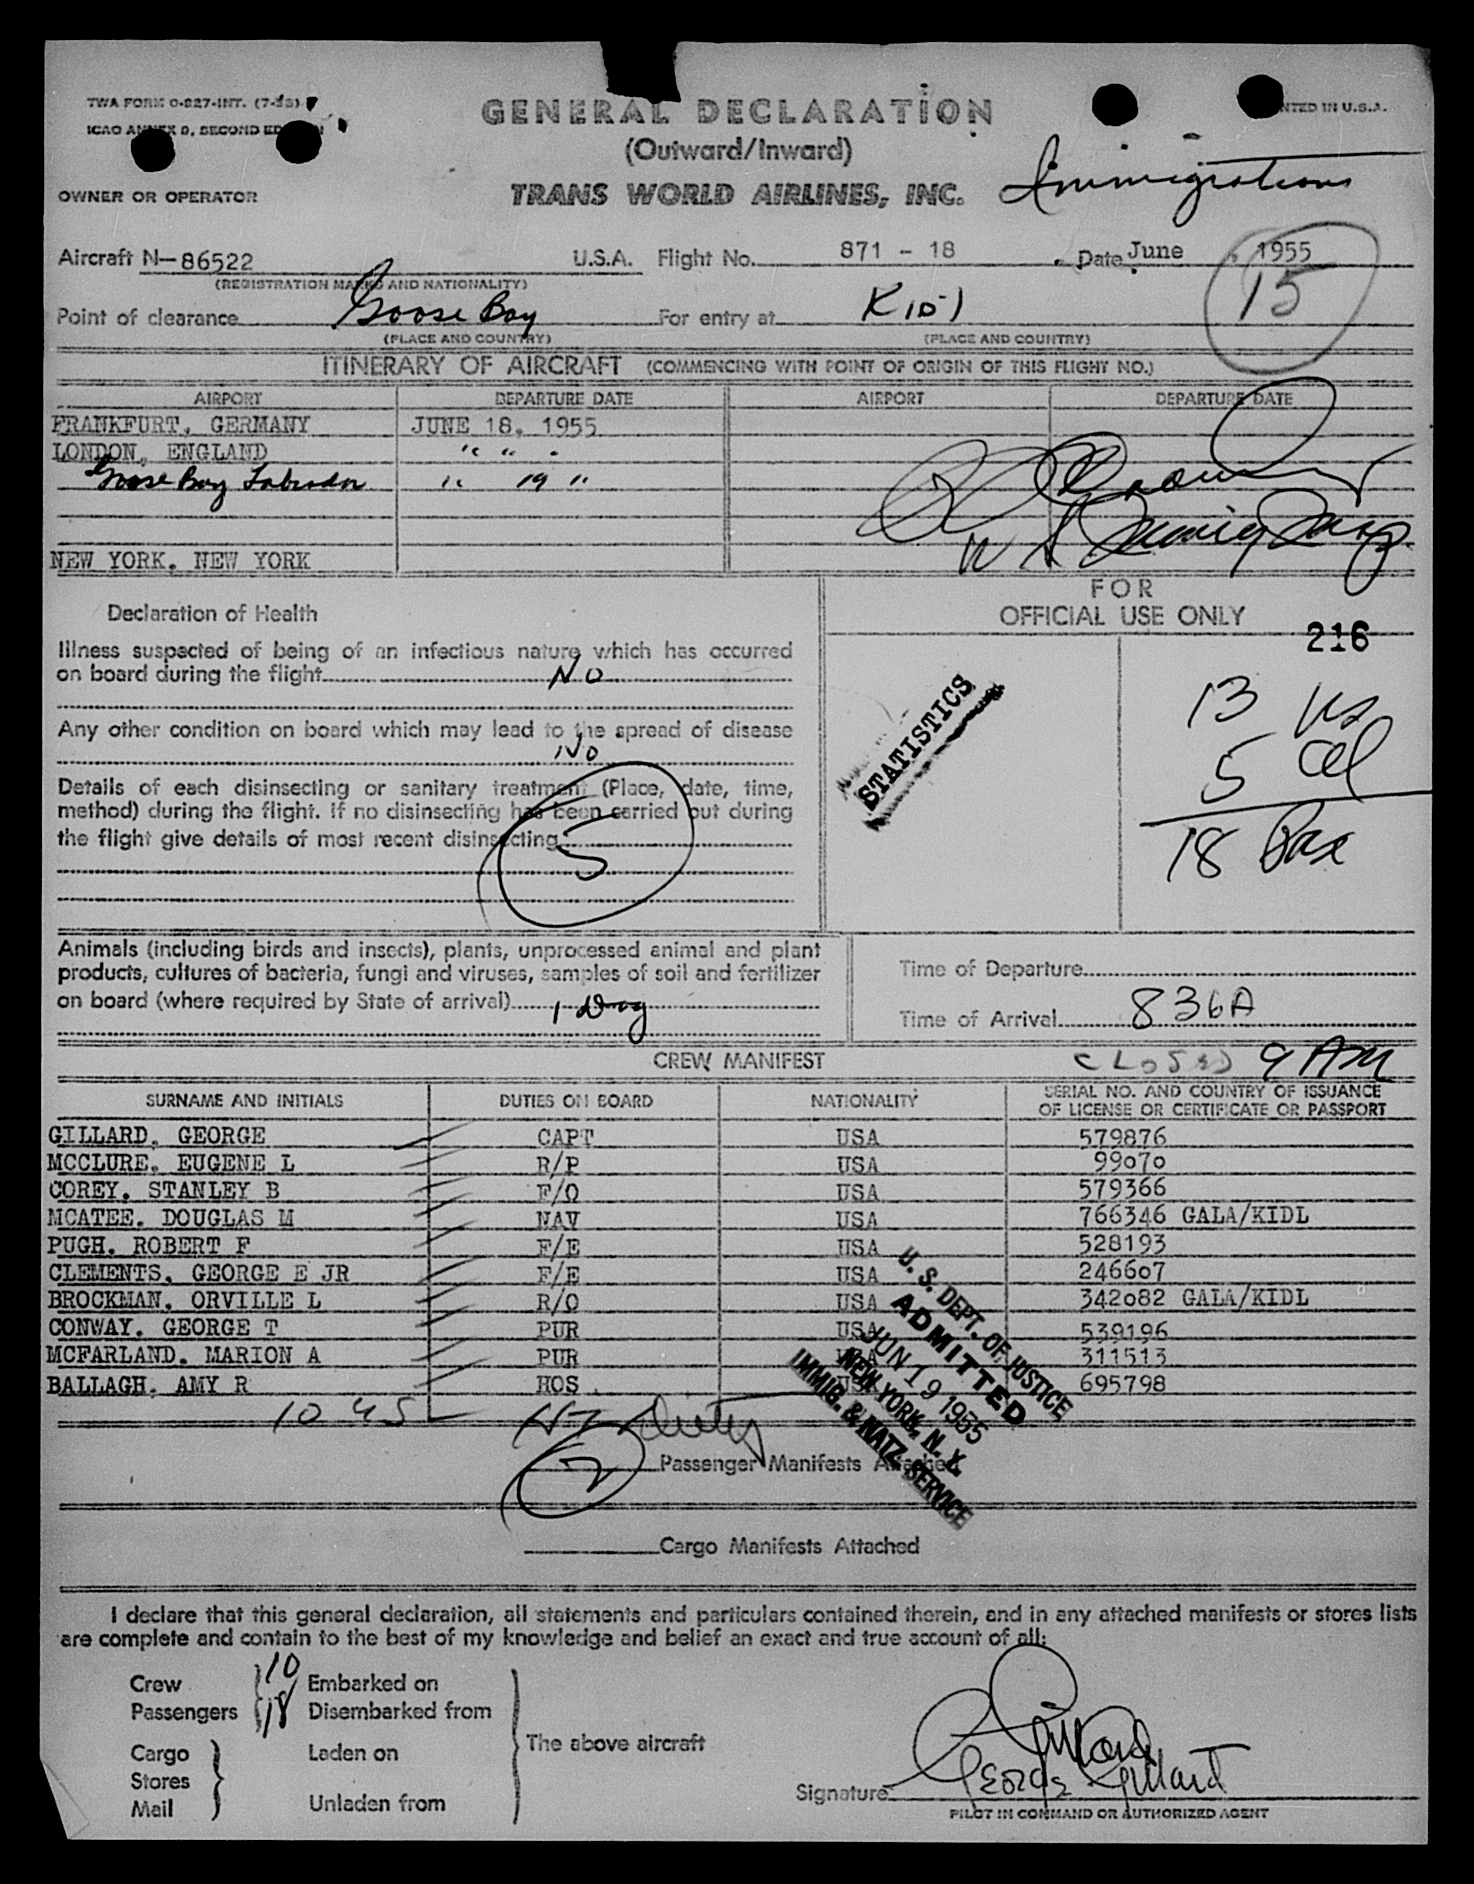 TWA FORM O-827-INT.
ICAO ANNEX 9, SECOND EDITION
PRINTED IN U.S.A.
GENERAL DECLARATION
(Outward/Inward)
OWNER OR OPERATOR TRANS WORLD AIRLINES, INC. Immigration
Aircraft N-86522 U.S.A. Flight No. 871 - 18 Date June , 1955
(REGISTRATION MARKS AND NATIONALITY)
15
Point of clearance Goose Bay For entry at
(PLACE AND COUNTRY) (PLACE AND COUNTRY)
ITINERARY OF AIRCRAFT (COMMENCING WITH POINT OF ORIGIN OF THIS FLIGHT NO.)
AIRPORT DEPARTURE DATE AIRPORT DEPARTURE DATE
FRANKFURT, GERMANY JUNE 18, 1955
LONDON, ENGLAND " " "
Goose Bay Labrador " 19 "
NEW YORK, NEW YORK
Declaration of Health
FOR
OFFICIAL USE ONLY
216
Illness suspected of being of an infectious nature which has occurred
on board during the flight NO
Any other condition on board which may lead to the spread of disease
No
Details of each disinsecting or sanitary treatment (Place, date, time,
method) during the flight. If no disinsecting has been carried out during
the flight give details of most recent disinsecting
5
STATISTICS
13 US
5 Al
18 Pax
Animals (including birds and insects), plants, unprocessed animal and plant
products, cultures of bacteria, fungi and viruses, samples of soil and fertilizer
on board (where required by State of arrival) 1 Dog
Time of Departure
Time of Arrival 836A
CREW MANIFEST CLOSED 9 AM
SURNAME AND INITIALS DUTIES ON BOARD NATIONALITY SERIAL NO. AND COUNTRY OF ISSUANCE
OF LICENSE OR CERTIFICATE OR PASSPORT
GILLARD, GEORGE CAPT USA 579876
MCCLURE, EUGENE L R/P USA 99070
COREY, STANLEY B F/O USA 579366
MCATEE, DOUGLAS M NAV USA 766346 GALA/KIDL
PUGH, ROBERT F F/E USA 528193
CLEMENTS, GEORGE E JR F/E USA 246607
BROCKMAN, ORVILLE L R/O USA 342082 GALA/KIDL
CONWAY, GEORGE T PUR USA 539196
MCFARLAND, MARION A PUR USA 311513
BALLAGH, AMY R HOS USA 695798
10 US
U. S. DEPT. OF JUSTICE
ADMITTED
JUN 19 1955
NEW YORK, N. Y.
IMMIG. & NATZ. SERVICE
2 Passenger Manifests Attached
Cargo Manifests Attached
I declare that this general declaration, all statements and particulars contained therein, and in any attached manifests or stores lists
are complete and contain to the best of my knowledge and belief an exact and true account of all:
Crew 10 Embarked on
Passengers 18 Disembarked from
The above aircraft
Cargo Laden on
Stores
Mail Unladen from
G Gillard
George Gillard
Signature
PILOT IN COMMAND OR AUTHORIZED AGENT